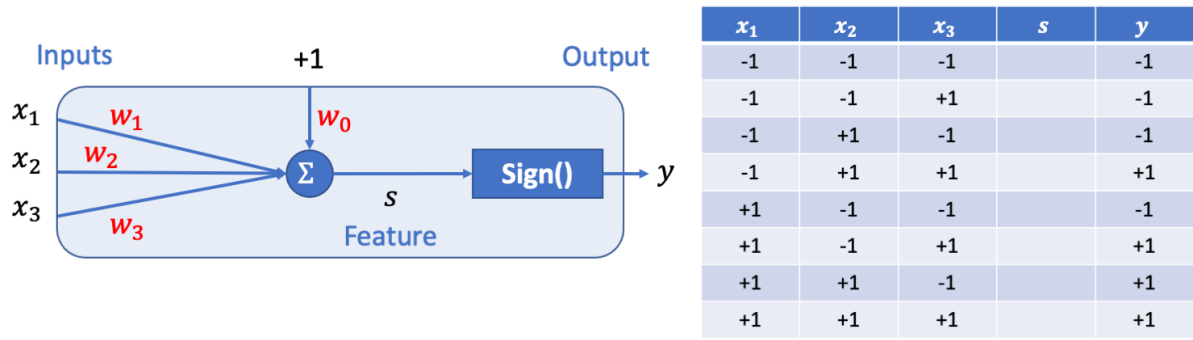 Inputs
+1
Output
x₁
w₁
w₀
x₂
w₂
Σ
Sign()
y
x₃
w₃
s
Feature
x₁ x₂ x₃ s y
-1 -1 -1 -1
-1 -1 +1 -1
-1 +1 -1 -1
-1 +1 +1 +1
+1 -1 -1 -1
+1 -1 +1 +1
+1 +1 -1 +1
+1 +1 +1 +1